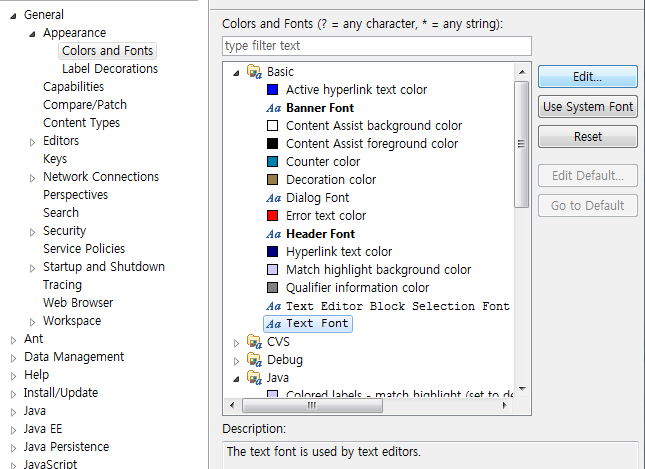 General
Appearance
Colors and Fonts
Label Decorations
Capabilities
Compare/Patch
Content Types
Editors
Keys
Network Connections
Perspectives
Search
Security
Service Policies
Startup and Shutdown
Tracing
Web Browser
Workspace
Ant
Data Management
Help
Install/Update
Java
Java EE
Java Persistence
JavaScript
Colors and Fonts (? = any character, * = any string):
type filter text
Basic
Active hyperlink text color
Aa Banner Font
Content Assist background color
Content Assist foreground color
Counter color
Decoration color
Aa Dialog Font
Error text color
Aa Header Font
Hyperlink text color
Match highlight background color
Qualifier information color
Aa Text Editor Block Selection Font
Aa Text Font
CVS
Debug
Java
Colored labels - match highlight (set to de
Edit...
Use System Font
Reset
Edit Default...
Go to Default
Description:
The text font is used by text editors.